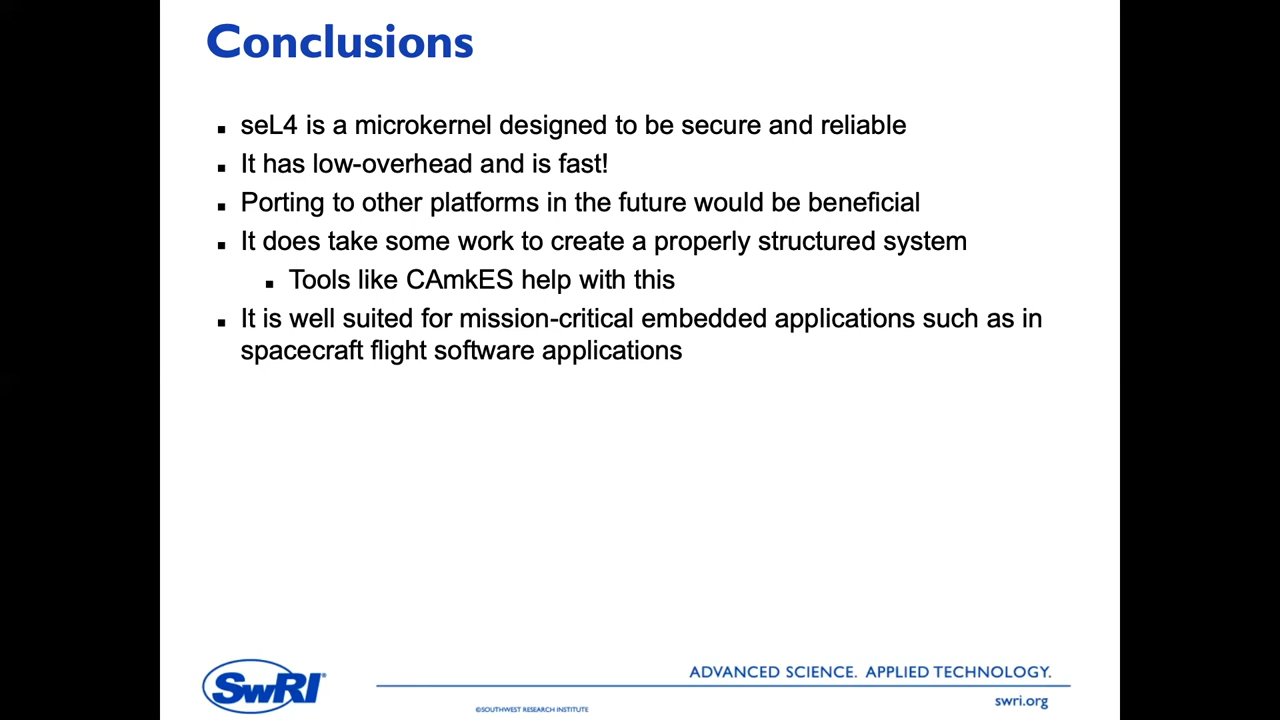 Conclusions
▪ seL4 is a microkernel designed to be secure and reliable
▪ It has low-overhead and is fast!
▪ Porting to other platforms in the future would be beneficial
▪ It does take some work to create a properly structured system
▪ Tools like CAmkES help with this
▪ It is well suited for mission-critical embedded applications such as in
spacecraft flight software applications
SwRI®
ADVANCED SCIENCE. APPLIED TECHNOLOGY.
©SOUTHWEST RESEARCH INSTITUTE
swri.org